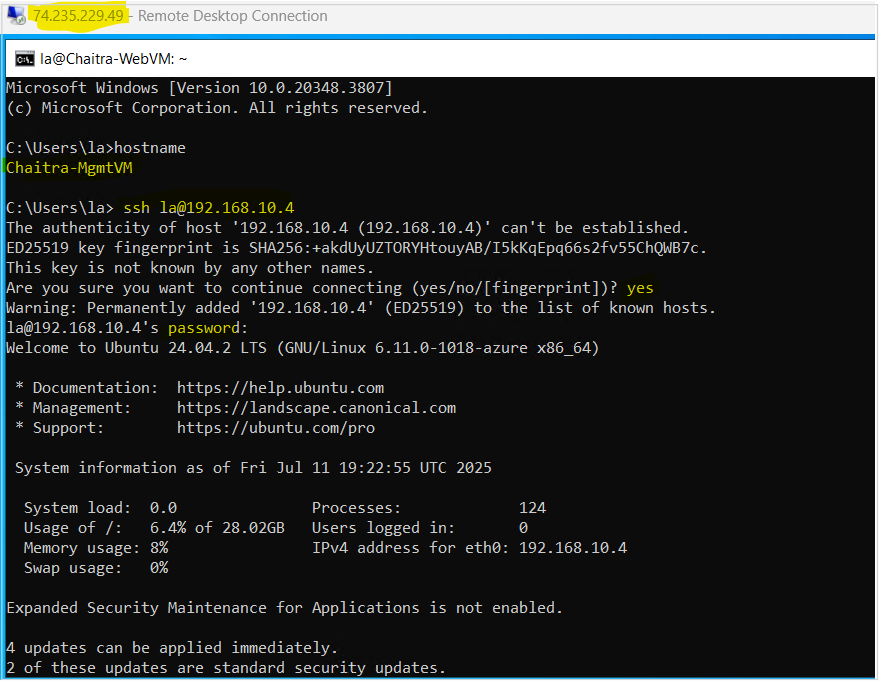 74.235.229.49 - Remote Desktop Connection
la@Chaitra-WebVM: ~
Microsoft Windows [Version 10.0.20348.3807]
(c) Microsoft Corporation. All rights reserved.
C:\Users\la>hostname
Chaitra-MgmtVM
C:\Users\la> ssh la@192.168.10.4
The authenticity of host '192.168.10.4 (192.168.10.4)' can't be established.
ED25519 key fingerprint is SHA256:+akdUyUZTORYHtouyAB/I5kKqEpq66s2fv55ChQWB7c.
This key is not known by any other names.
Are you sure you want to continue connecting (yes/no/[fingerprint])? yes
Warning: Permanently added '192.168.10.4' (ED25519) to the list of known hosts.
la@192.168.10.4's password:
Welcome to Ubuntu 24.04.2 LTS (GNU/Linux 6.11.0-1018-azure x86_64)
* Documentation: https://help.ubuntu.com
* Management: https://landscape.canonical.com
* Support: https://ubuntu.com/pro
System information as of Fri Jul 11 19:22:55 UTC 2025
System load: 0.0 Processes: 124
Usage of /: 6.4% of 28.02GB Users logged in: 0
Memory usage: 8% IPv4 address for eth0: 192.168.10.4
Swap usage: 0%
Expanded Security Maintenance for Applications is not enabled.
4 updates can be applied immediately.
2 of these updates are standard security updates.